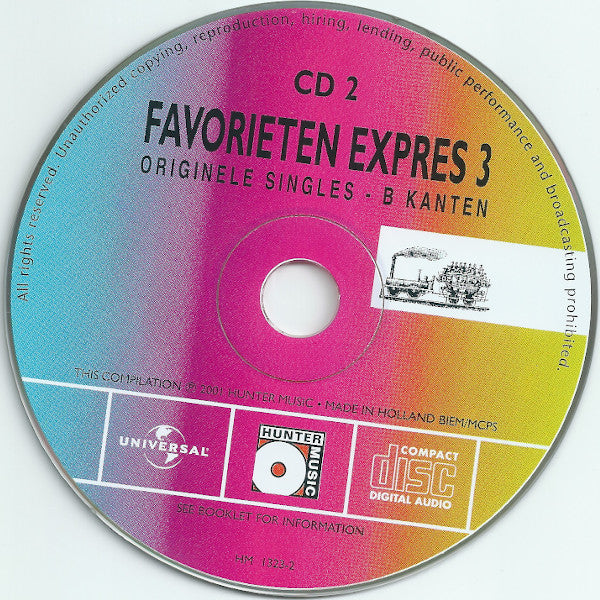 All rights reserved. Unauthorized copying, reproduction, hiring, lending, public performance and broadcasting prohibited.
CD 2
FAVORIETEN EXPRES 3
ORIGINELE SINGLES - B KANTEN
THIS COMPILATION ℗ 2001 HUNTER MUSIC • MADE IN HOLLAND BIEM/MCPS
UNIVERSAL
HUNTER
MUSIC
COMPACT
disc
DIGITAL AUDIO
SEE BOOKLET FOR INFORMATION
HM 1323-2